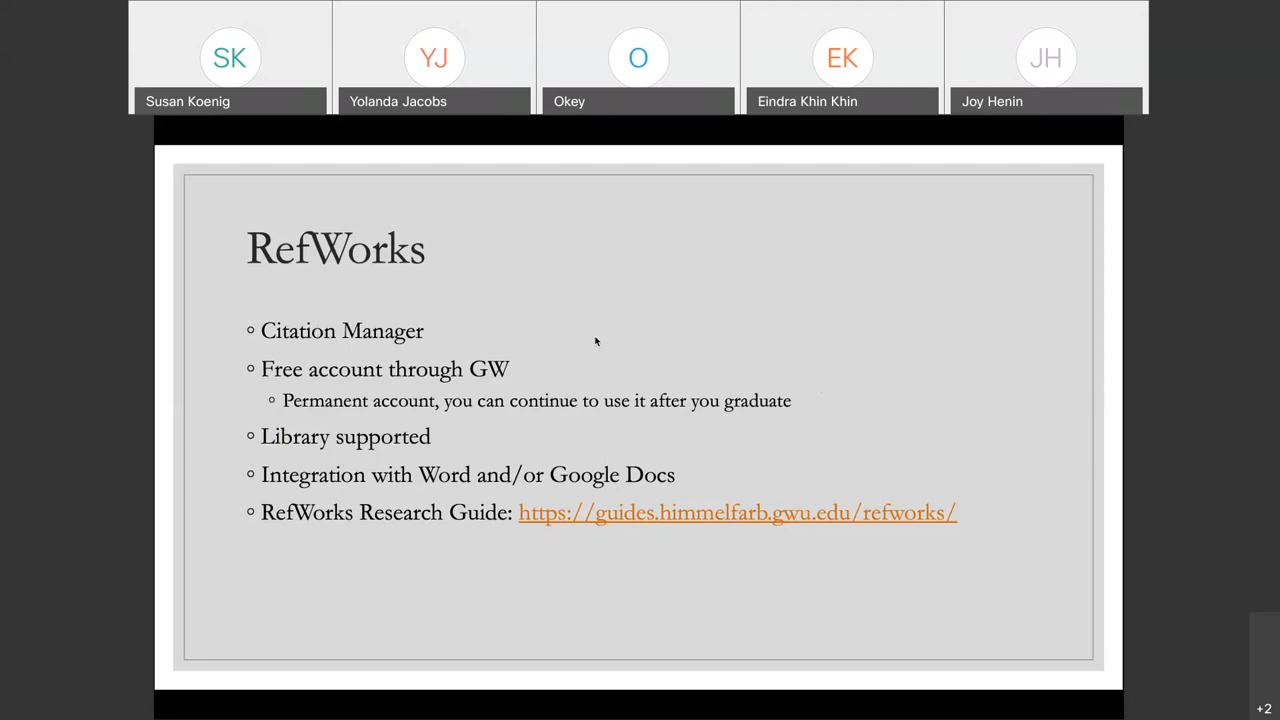 SK
YJ
O
EK
JH
Susan Koenig
Yolanda Jacobs
Okey
Eindra Khin Khin
Joy Henin
RefWorks
◦ Citation Manager
◦ Free account through GW
◦ Permanent account, you can continue to use it after you graduate
◦ Library supported
◦ Integration with Word and/or Google Docs
◦ RefWorks Research Guide: https://guides.himmelfarb.gwu.edu/refworks/
+2